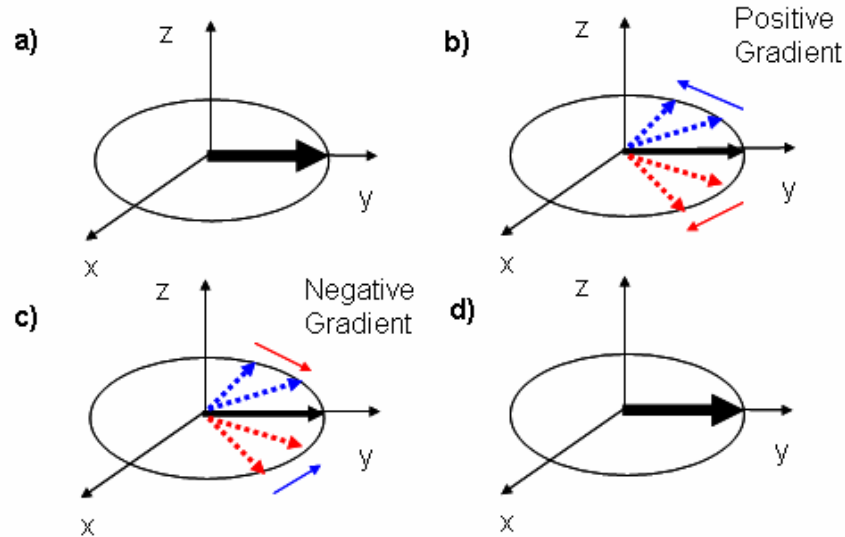 a)
z
y
x
b)
Positive
Gradient
z
y
x
c)
Negative
Gradient
z
y
x
d)
z
y
x